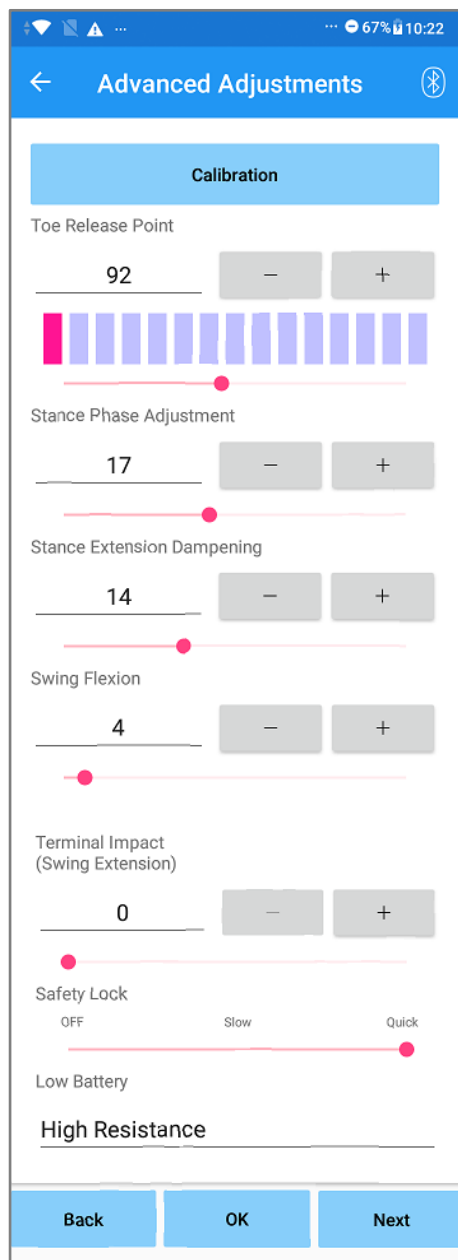 67% 10:22
Advanced Adjustments
Calibration
Toe Release Point
92 − +
Stance Phase Adjustment
17 − +
Stance Extension Dampening
14 − +
Swing Flexion
4 − +
Terminal Impact
(Swing Extension)
0 − +
Safety Lock
OFF Slow Quick
Low Battery
High Resistance
Back OK Next